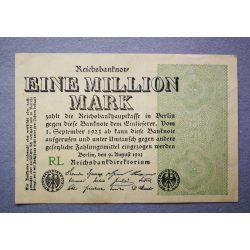 Reichsbanknote
EINE MILLION
MARK
zahlt die Reichsbankhauptkasse in Berlin
gegen diese Banknote dem Einlieferer. Vom
1. September 1923 ab kann diese Banknote
aufgerufen und unter Umtausch gegen andere
gesetzliche Zahlungsmittel eingezogen werden
Berlin, den 9. August 1923
RL
Reichsbankdirektorium